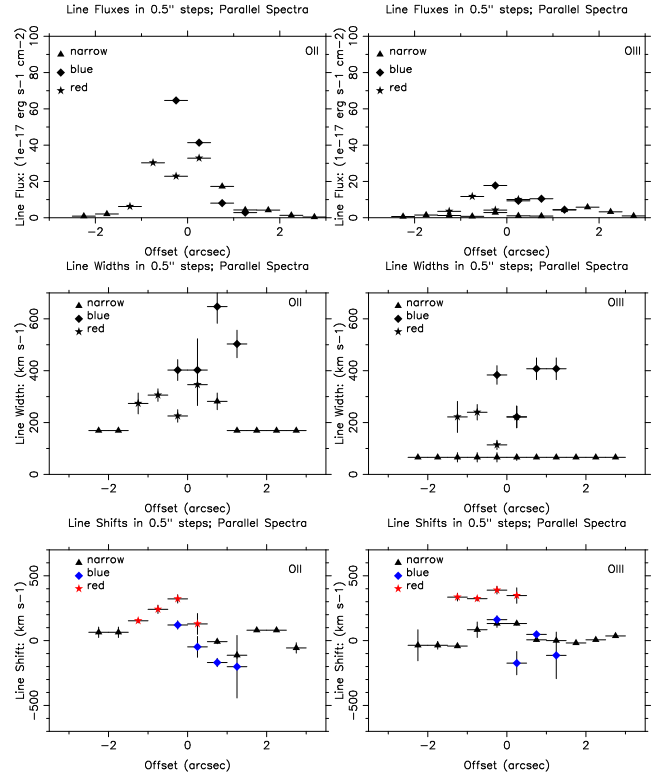 Line Fluxes in 0.5" steps; Parallel Spectra
Line Flux: (1e-17 erg s-1 cm-2)
100
80
60
40
20
0
narrow
blue
red
OII
-2
0
2
Offset (arcsec)
Line Fluxes in 0.5" steps; Parallel Spectra
Line Flux: (1e-17 erg s-1 cm-2)
100
80
60
40
20
0
narrow
blue
red
OIII
-2
0
2
Offset (arcsec)
Line Widths in 0.5" steps; Parallel Spectra
Line Width: (km s-1)
600
400
200
0
narrow
blue
red
OII
-2
0
2
Offset (arcsec)
Line Widths in 0.5" steps; Parallel Spectra
Line Width: (km s-1)
600
400
200
0
narrow
blue
red
OIII
-2
0
2
Offset (arcsec)
Line Shifts in 0.5" steps; Parallel Spectra
Line Shift: (km s-1)
500
0
-500
narrow
blue
red
OII
-2
0
2
Offset (arcsec)
Line Shifts in 0.5" steps; Parallel Spectra
Line Shift: (km s-1)
500
0
-500
narrow
blue
red
OIII
-2
0
2
Offset (arcsec)